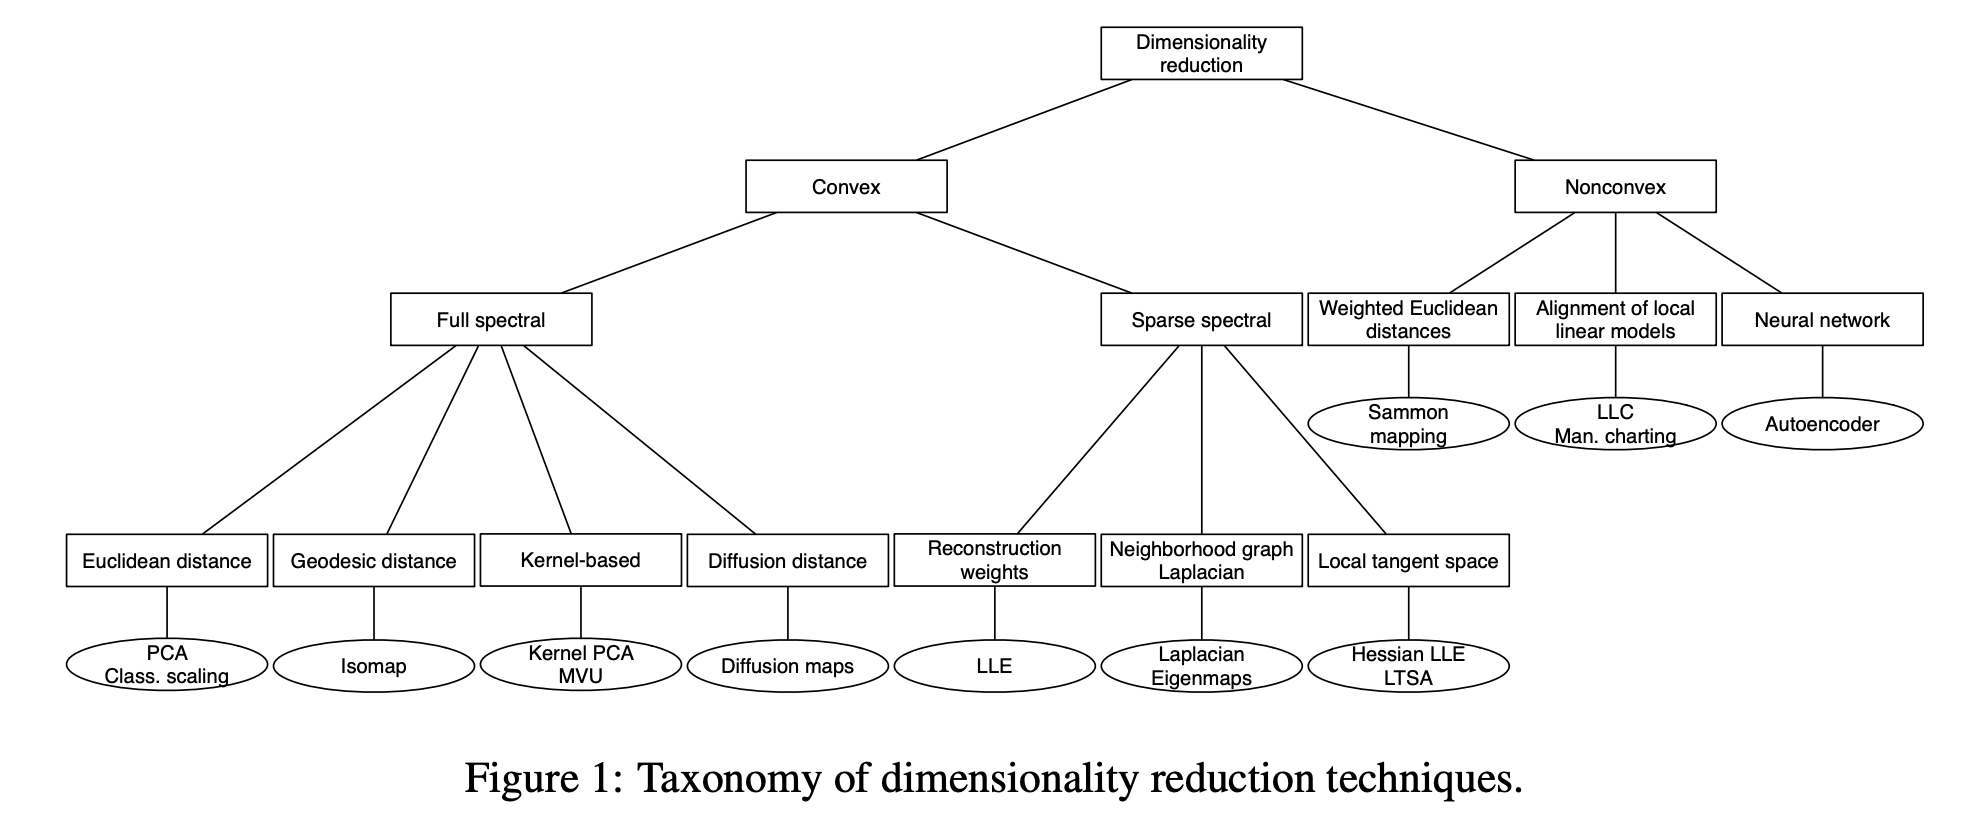 Dimensionality
reduction
Convex
Nonconvex
Full spectral
Sparse spectral
Weighted Euclidean
distances
Alignment of local
linear models
Neural network
Sammon
mapping
LLC
Man. charting
Autoencoder
Euclidean distance
Geodesic distance
Kernel-based
Diffusion distance
Reconstruction
weights
Neighborhood graph
Laplacian
Local tangent space
PCA
Class. scaling
Isomap
Kernel PCA
MVU
Diffusion maps
LLE
Laplacian
Eigenmaps
Hessian LLE
LTSA
Figure 1: Taxonomy of dimensionality reduction techniques.